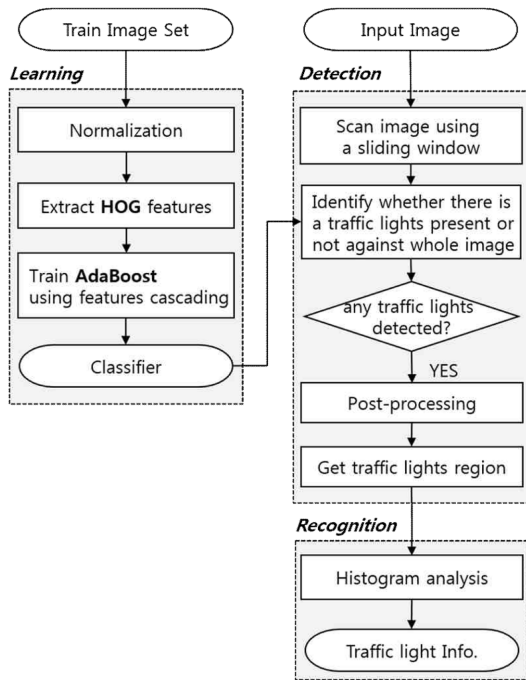 Train Image Set
Learning
Normalization
Extract HOG features
Train AdaBoost
using features cascading
Classifier
Input Image
Detection
Scan image using
a sliding window
Identify whether there is
a traffic lights present or
not against whole image
any traffic lights
detected?
YES
Post-processing
Get traffic lights region
Recognition
Histogram analysis
Traffic light Info.